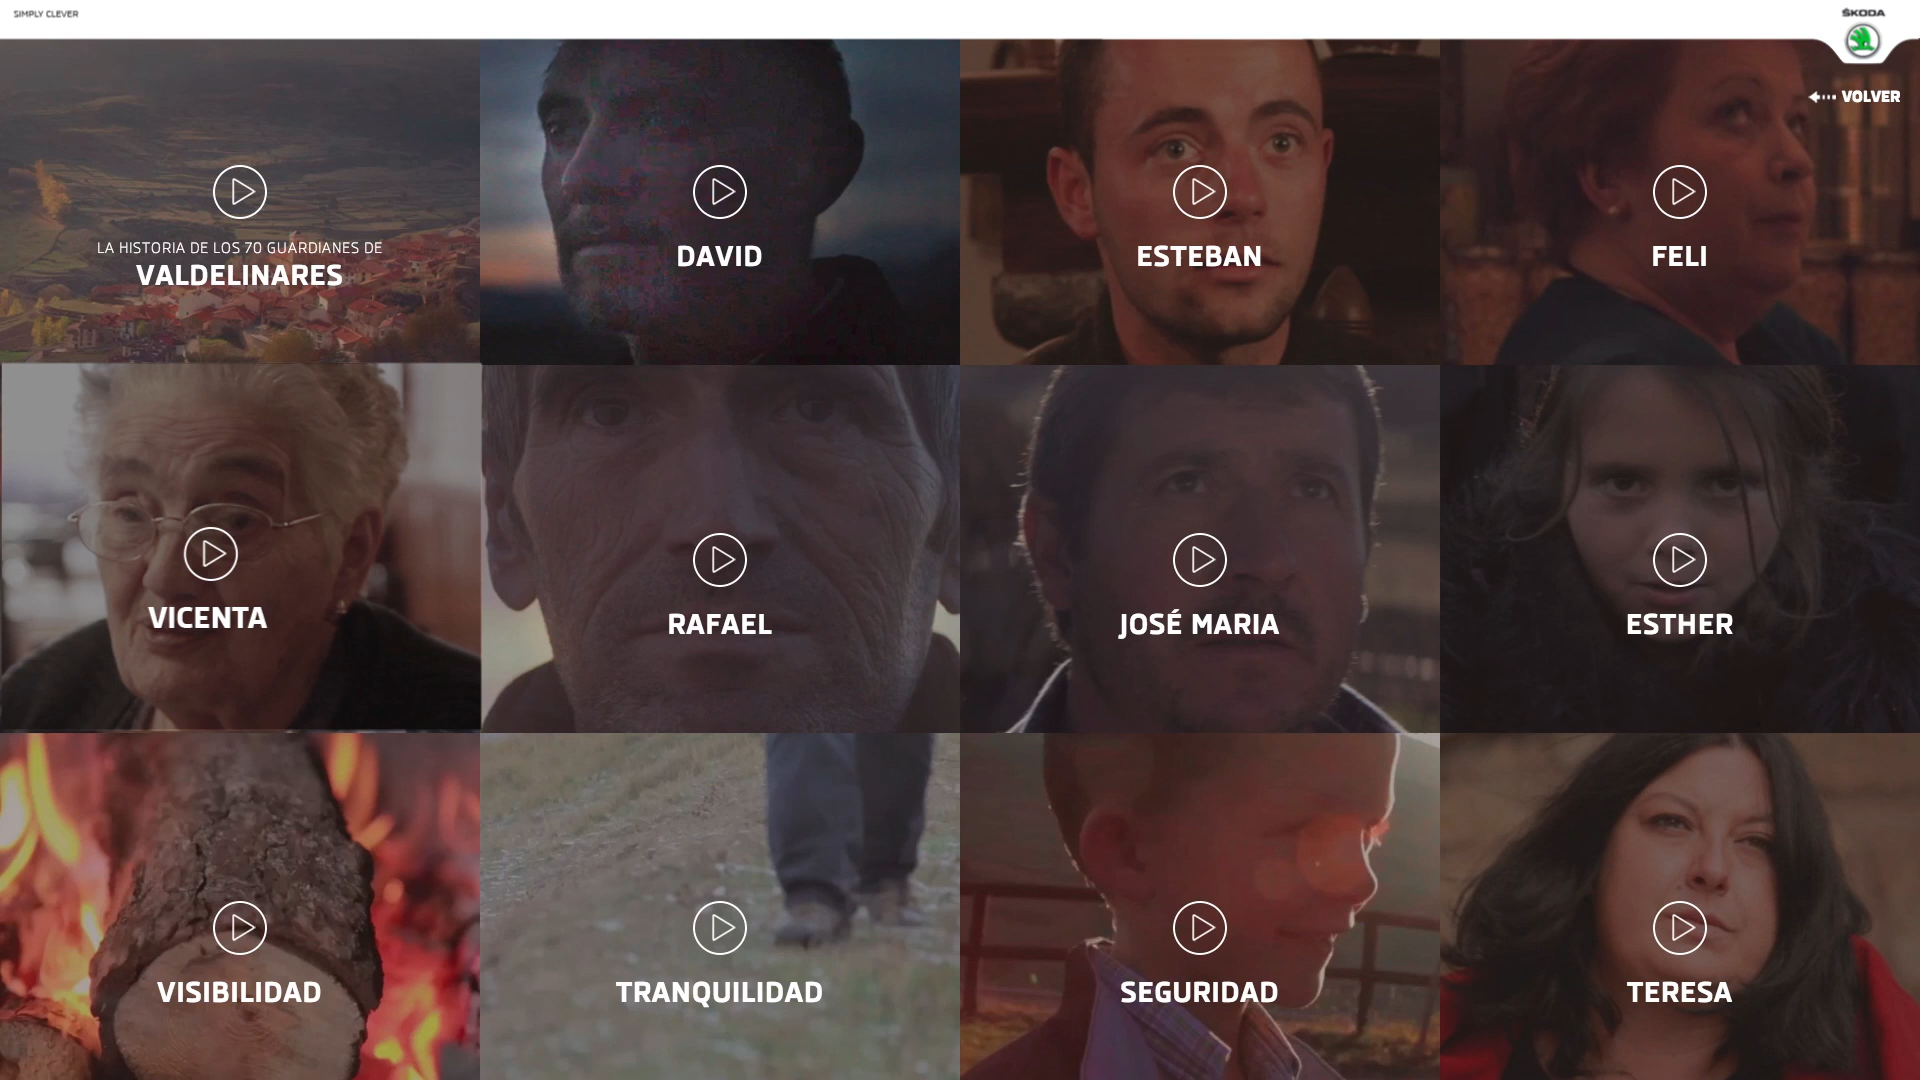 SIMPLY CLEVER
ŠKODA
VOLVER
LA HISTORIA DE LOS 70 GUARDIANES DE
VALDELINARES
DAVID
ESTEBAN
FELI
VICENTA
RAFAEL
JOSÉ MARIA
ESTHER
VISIBILIDAD
TRANQUILIDAD
SEGURIDAD
TERESA